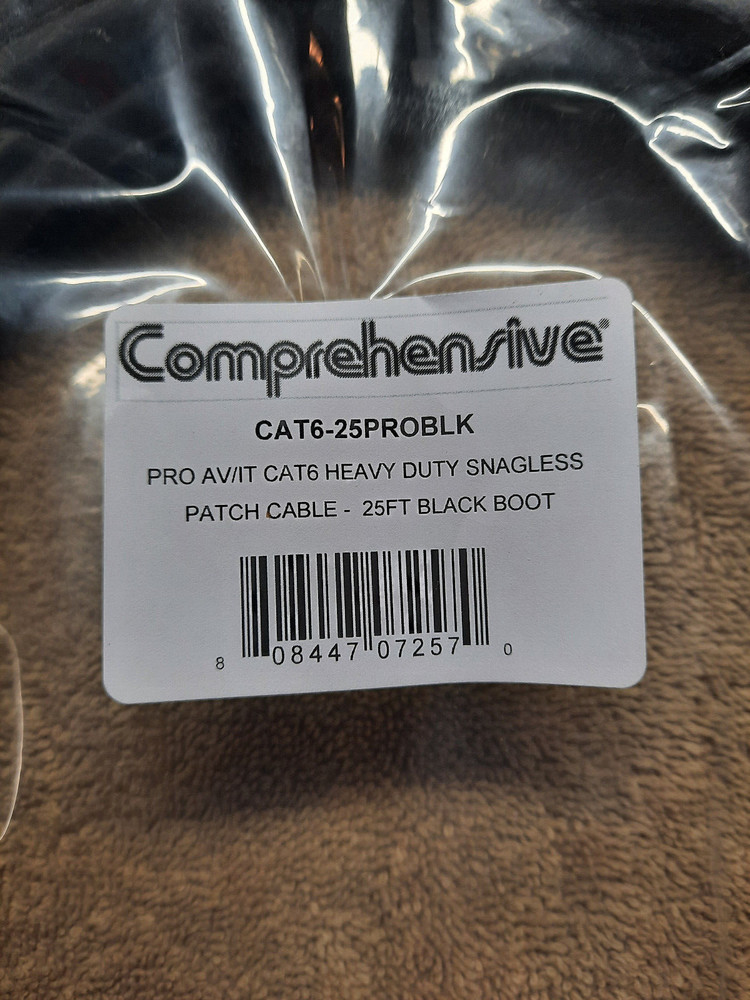 Comprehensive®
CAT6-25PROBLK
PRO AV/IT CAT6 HEAVY DUTY SNAGLESS
PATCH CABLE - 25FT BLACK BOOT
8 08447 07257 0